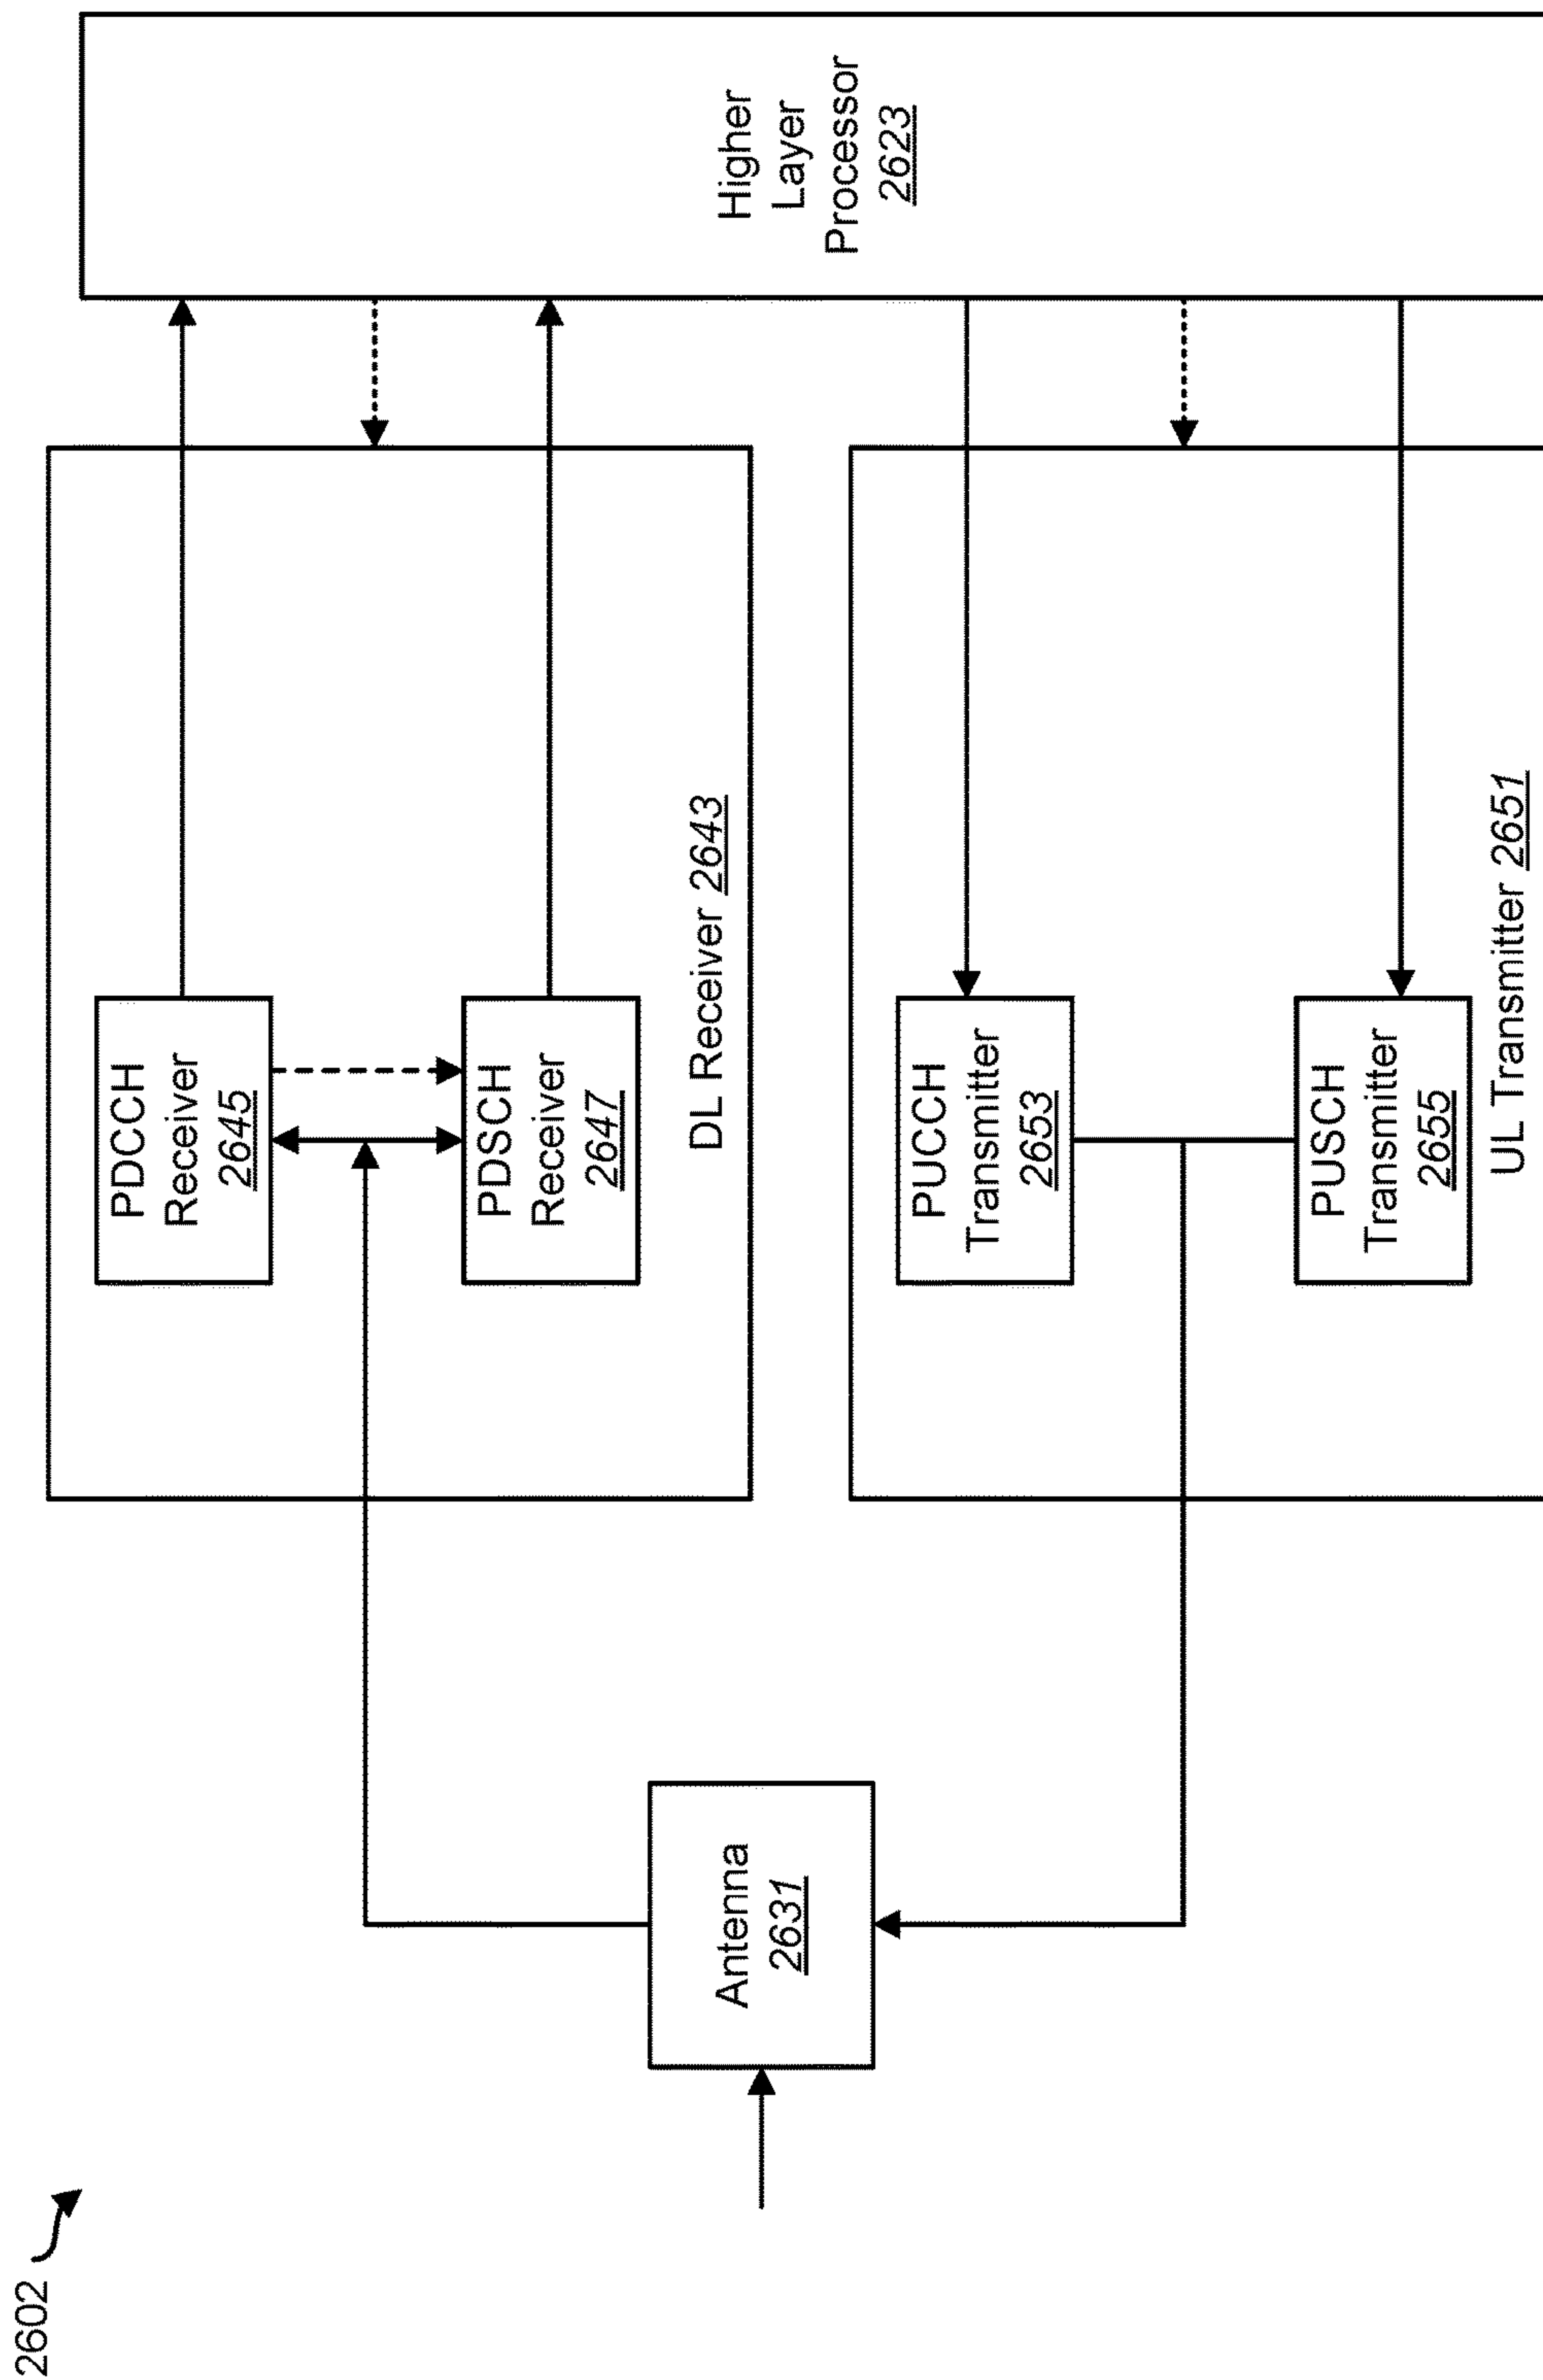 2602
Antenna
2631
PDCCH
Receiver
2645
PDSCH
Receiver
2647
DL Receiver 2643
PUCCH
Transmitter
2653
PUSCH
Transmitter
2655
UL Transmitter 2651
Higher
Layer
Processor
2623